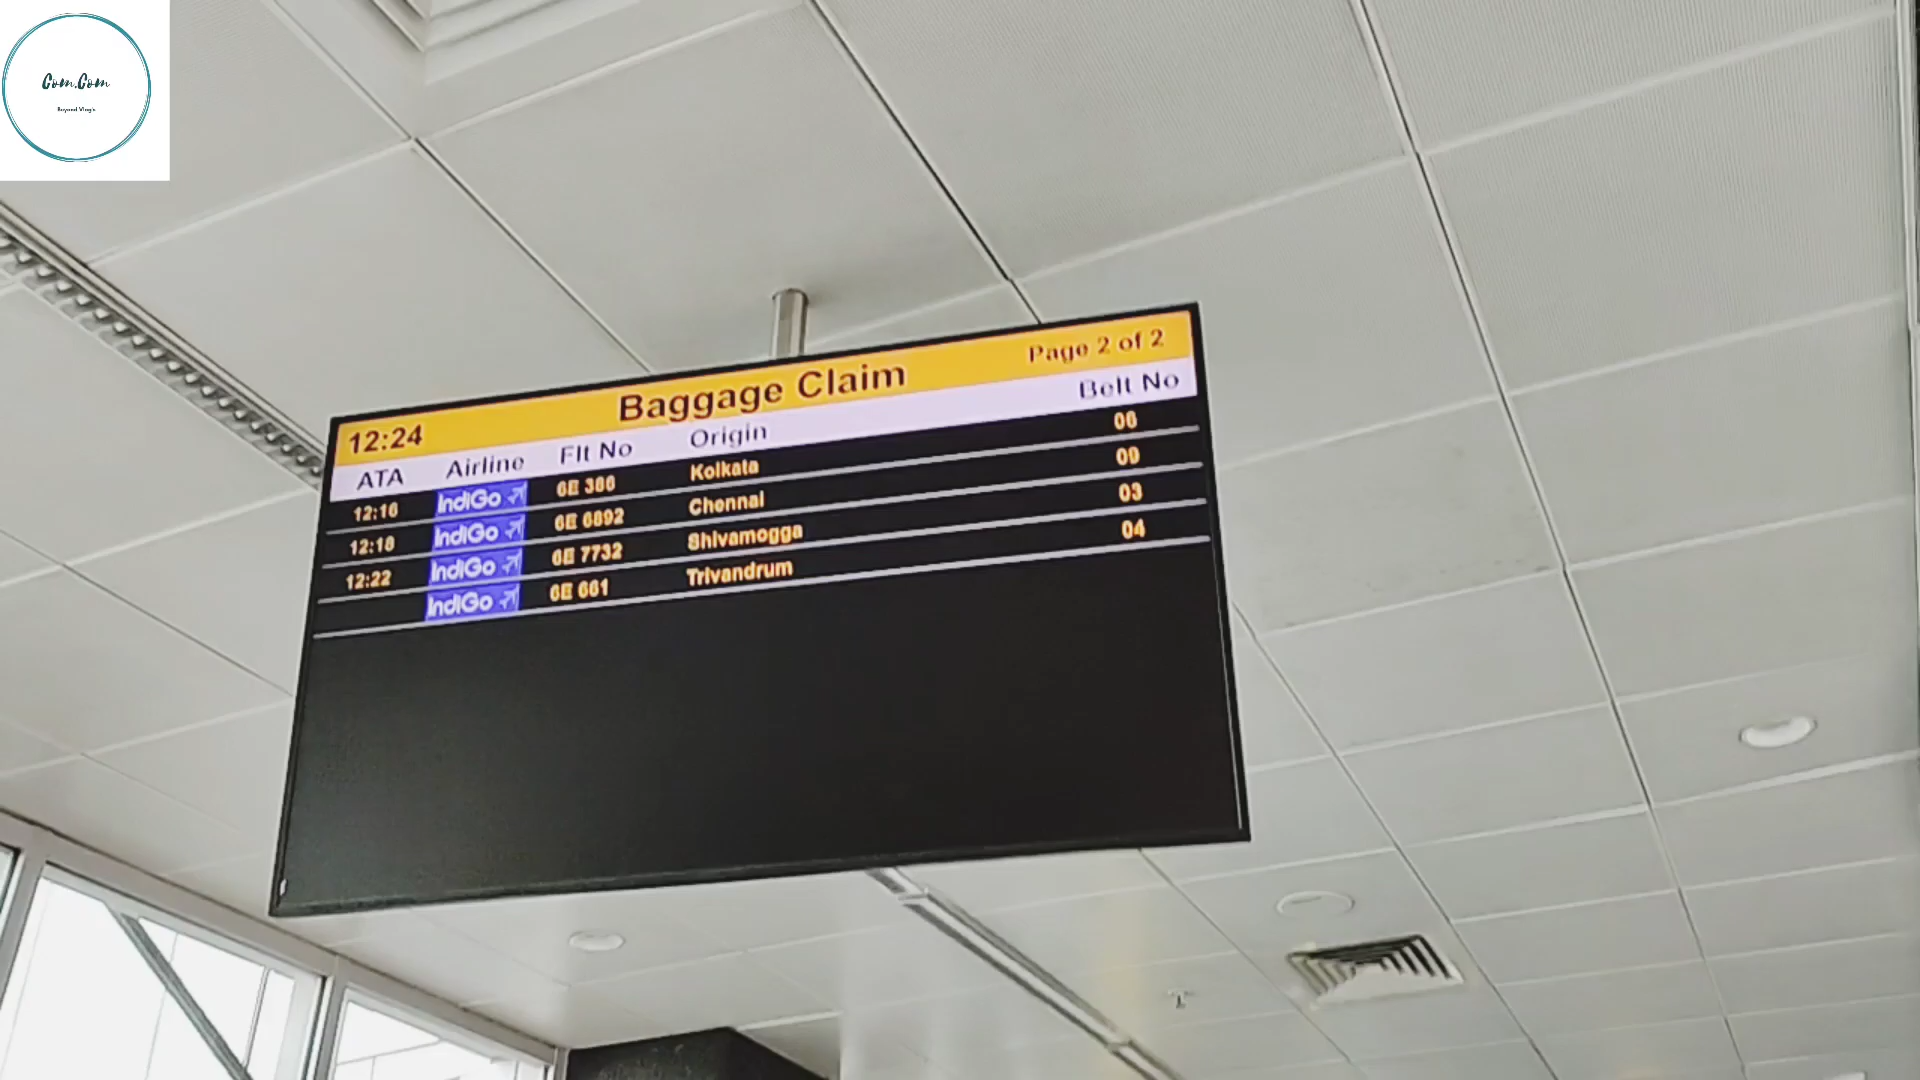 Com.Com
Beyond Vlogs
Baggage Claim
Page 2 of 2
12:24
ATA Airline Flt No Origin Belt No
12:16 IndiGo 6E 386 Kolkata 06
12:18 IndiGo 6E 6892 Chennai 09
12:22 IndiGo 6E 7732 Shivamogga 03
IndiGo 6E 661 Trivandrum 04